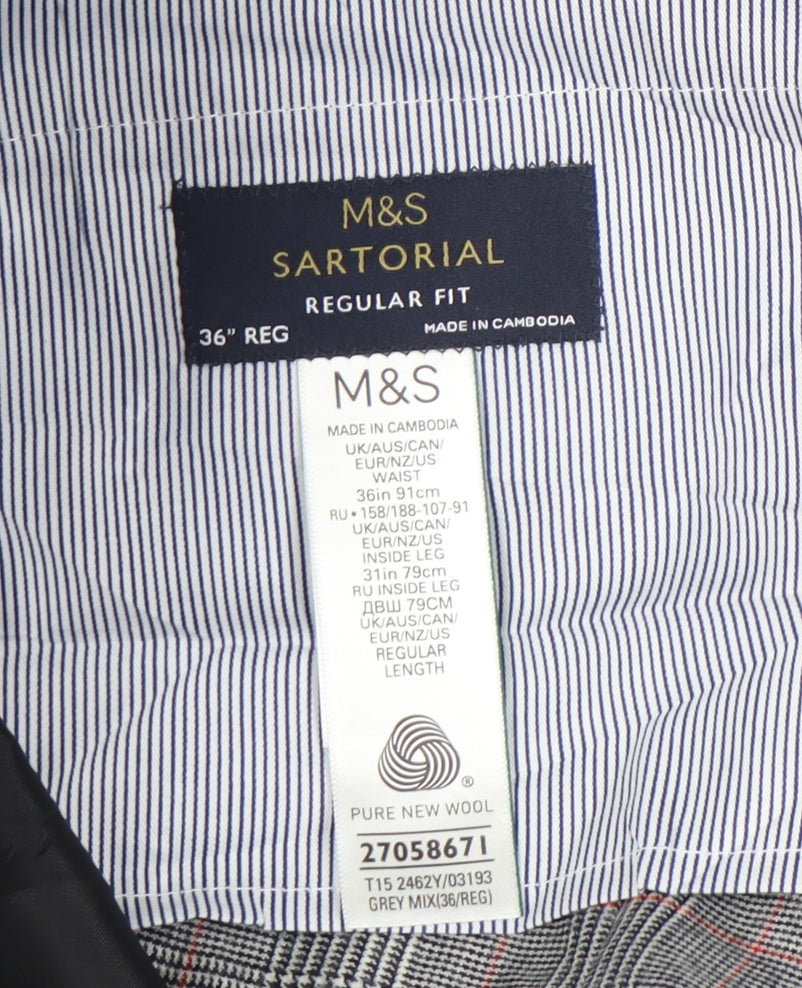 M&S
SARTORIAL
REGULAR FIT
36” REG
MADE IN CAMBODIA
M&S
MADE IN CAMBODIA
UK/AUS/CAN/
EUR/NZ/US
WAIST
36in 91cm
RU • 158/188-107-91
UK/AUS/CAN/
EUR/NZ/US
INSIDE LEG
31in 79cm
RU INSIDE LEG
ДВШ 79СМ
UK/AUS/CAN/
EUR/NZ/US
REGULAR
LENGTH
®
PURE NEW WOOL
27058671
T15 2462Y/03193
GREY MIX(36/REG)